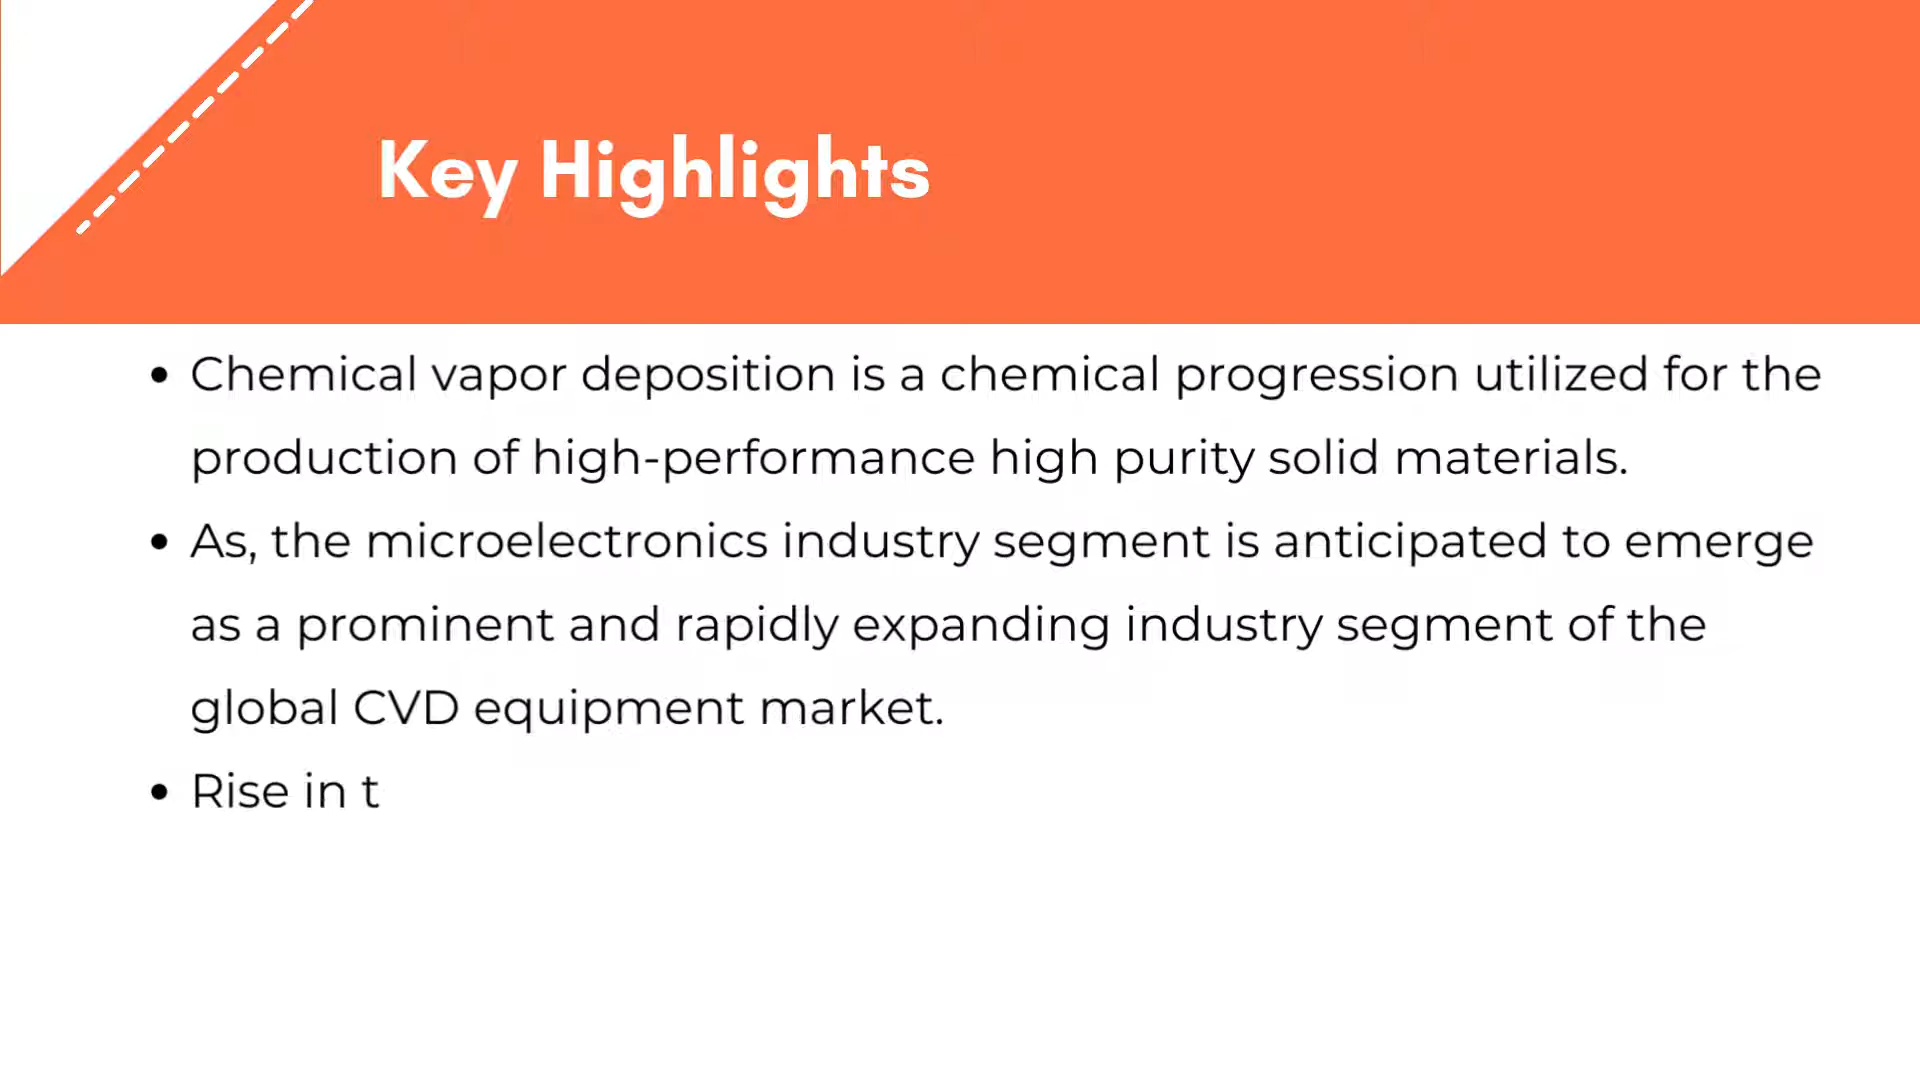 Key Highlights
• Chemical vapor deposition is a chemical progression utilized for the
production of high-performance high purity solid materials.
• As, the microelectronics industry segment is anticipated to emerge
as a prominent and rapidly expanding industry segment of the
global CVD equipment market.
• Rise in t